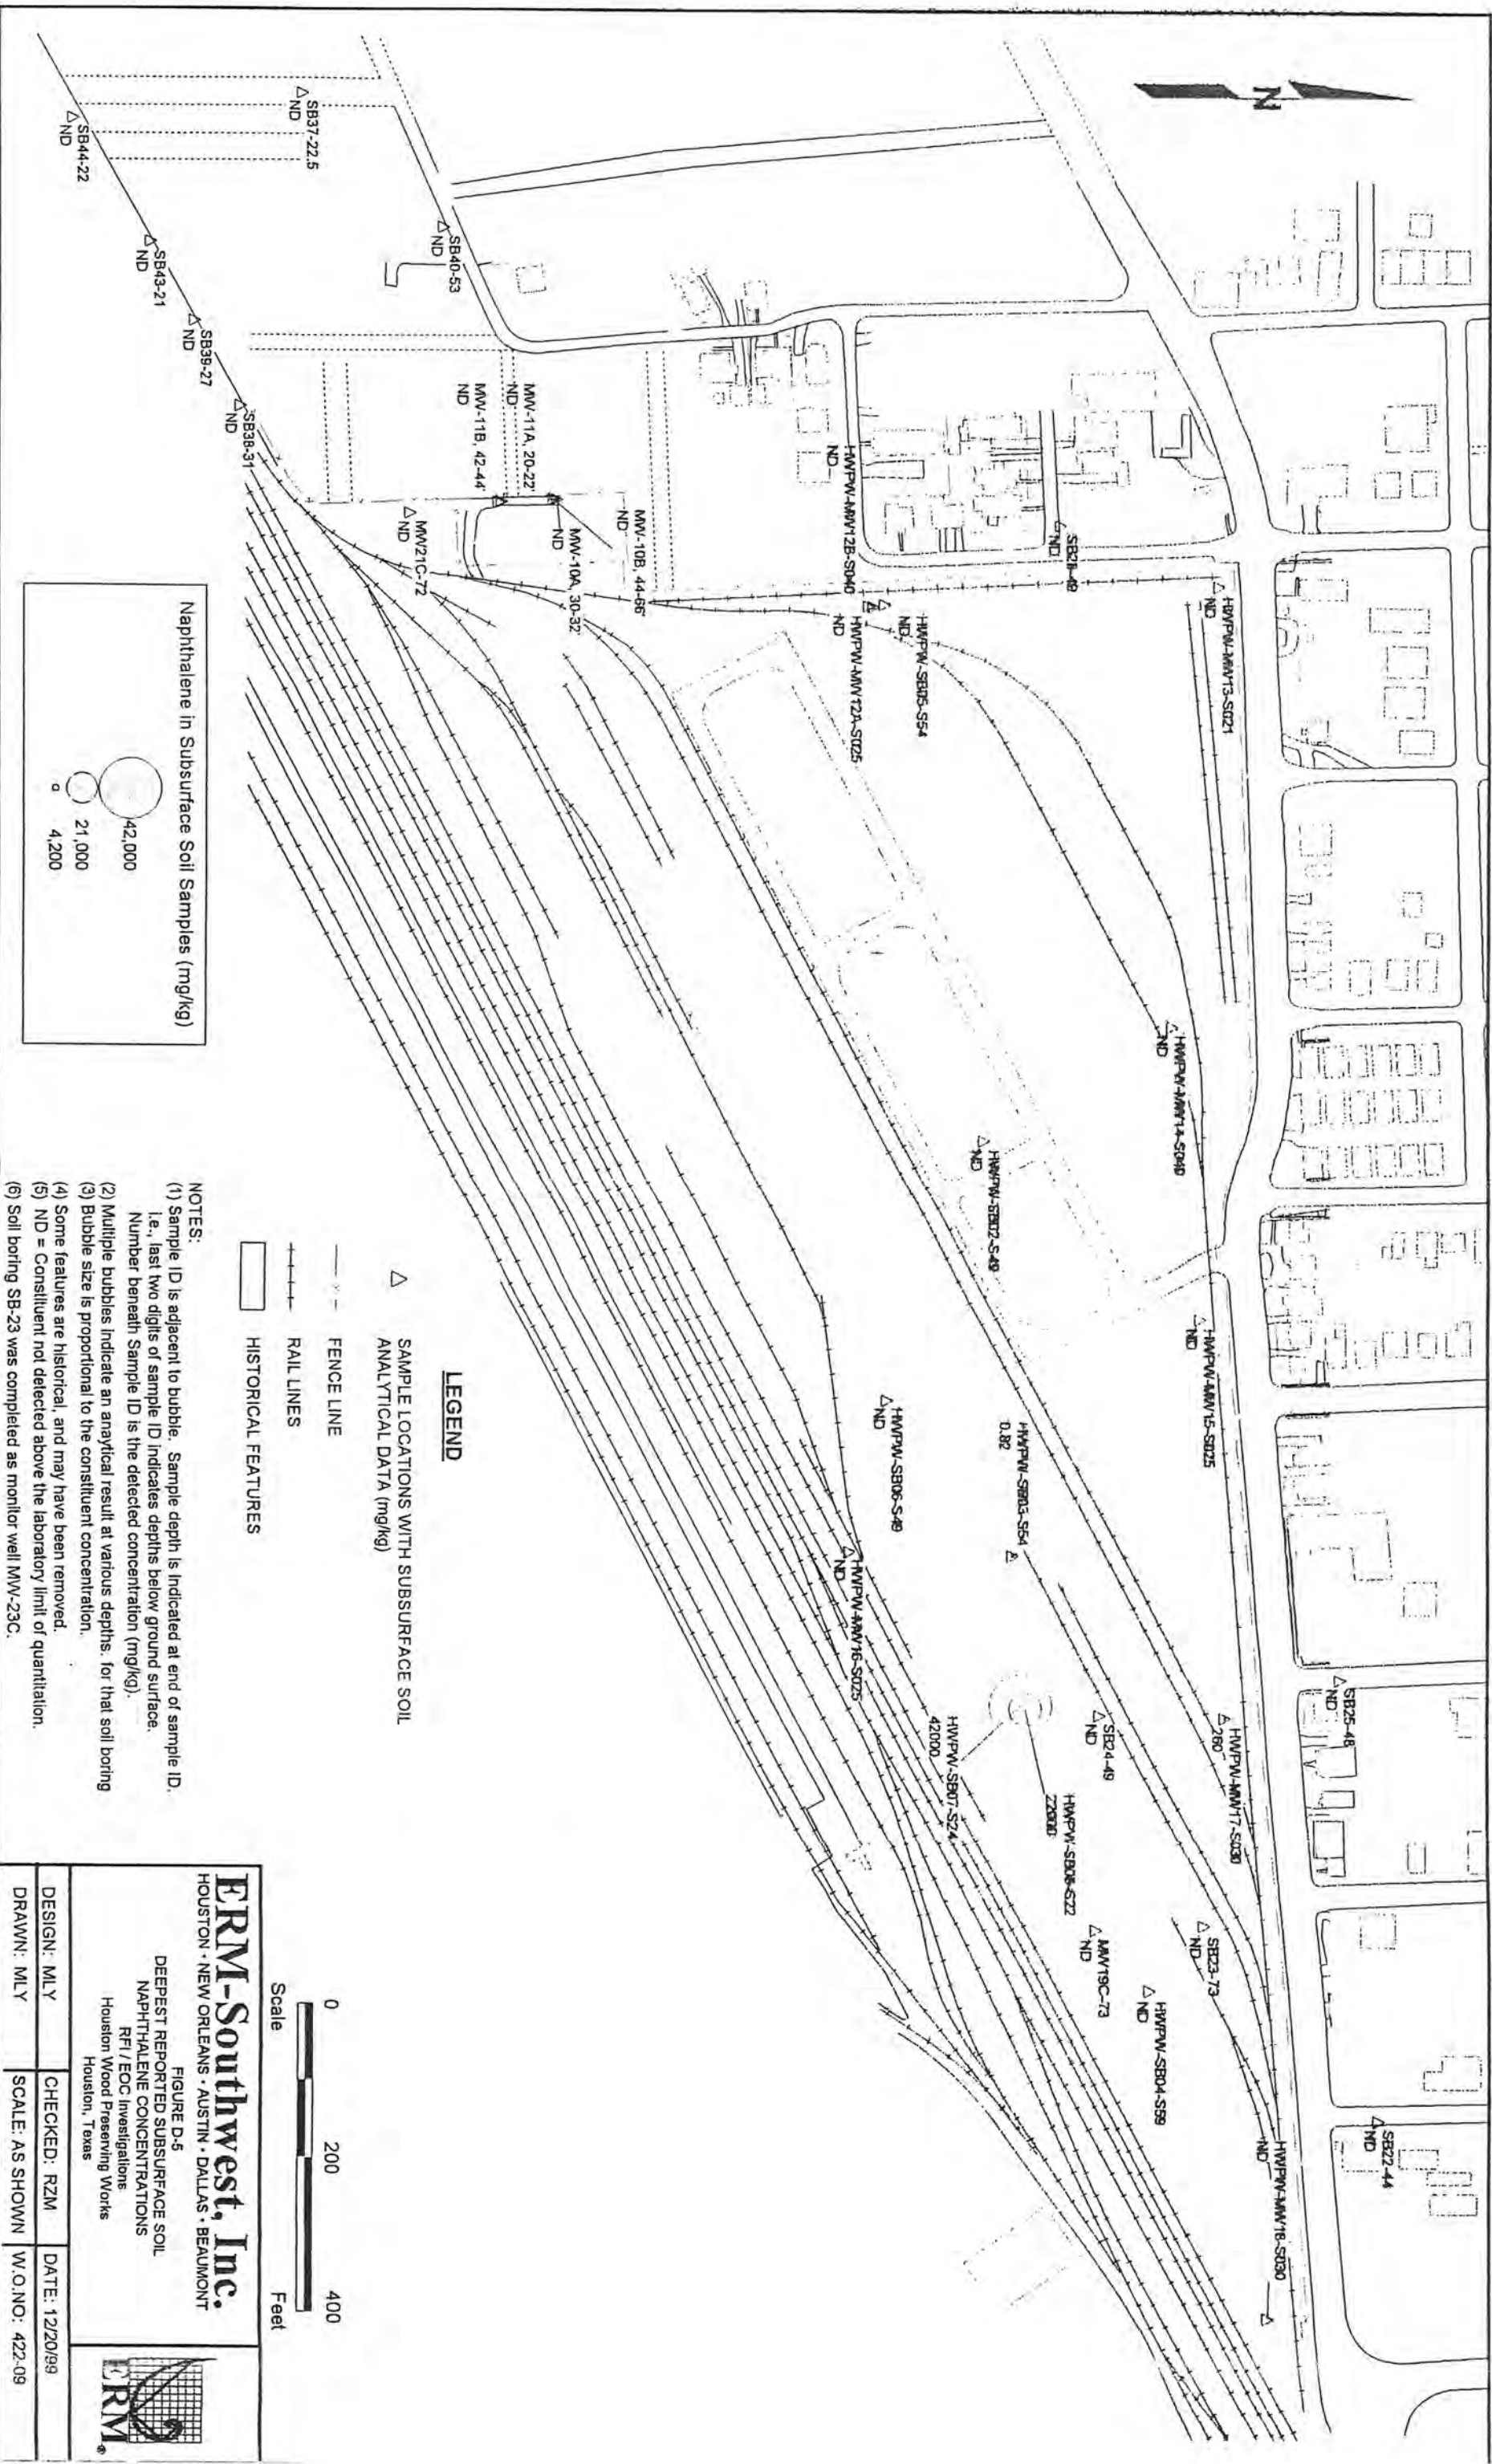 N
SB37-22.5
ND
SB44-22
ND
SB43-21
ND
SB40-53
ND
SB39-27
ND
SB38-31
ND
MW-11A, 20-22'
ND
MW-11B, 42-44'
ND
MW-10B, 44-66'
ND
MW-10A, 30-32'
ND
MW21C-72
ND
HWPW-MW12B-S040
ND
HWPW-MW12A-S025
ND
HWPW-SB05-S54
ND
ND
HWPW-MW13-S021
ND
HWPW-MW14-S040
ND
HWPW-MW15-S025
ND
HWPW-SB02-S49
ND
HWPW-SB06-S49
ND
HWPW-SB03-S54
0.82
HWPW-MW16-S025
ND
HWPW-SB07-S24
42000
HWPW-SB08-S22
22000
SB24-49
ND
HWPW-MW17-S030
260
SB25-48
ND
SB23-73
ND
MW19C-73
ND
HWPW-SB04-S59
ND
HWPW-MW18-S030
ND
SB22-44
ND
Naphthalene in Subsurface Soil Samples (mg/kg)
42,000
21,000
4,200
LEGEND
SAMPLE LOCATIONS WITH SUBSURFACE SOIL
ANALYTICAL DATA (mg/kg)
FENCE LINE
RAIL LINES
HISTORICAL FEATURES
NOTES:
(1) Sample ID is adjacent to bubble. Sample depth is indicated at end of sample ID.
i.e., last two digits of sample ID indicates depths below ground surface.
Number beneath Sample ID is the detected concentration (mg/kg).
(2) Multiple bubbles indicate an anaytical result at various depths. for that soil boring
(3) Bubble size is proportional to the constituent concentration.
(4) Some features are historical, and may have been removed.
(5) ND = Constituent not detected above the laboratory limit of quantitation.
(6) Soil boring SB-23 was completed as monitor well MW-23C.
0 200 400
Scale Feet
ERM-Southwest, Inc.
HOUSTON • NEW ORLEANS • AUSTIN • DALLAS • BEAUMONT
FIGURE D-5
DEEPEST REPORTED SUBSURFACE SOIL
NAPHTHALENE CONCENTRATIONS
RFI / EOC Investigations
Houston Wood Preserving Works
Houston, Texas
ERM®
DESIGN: MLY CHECKED: RZM DATE: 12/20/99
DRAWN: MLY SCALE: AS SHOWN W.O.NO: 422-09